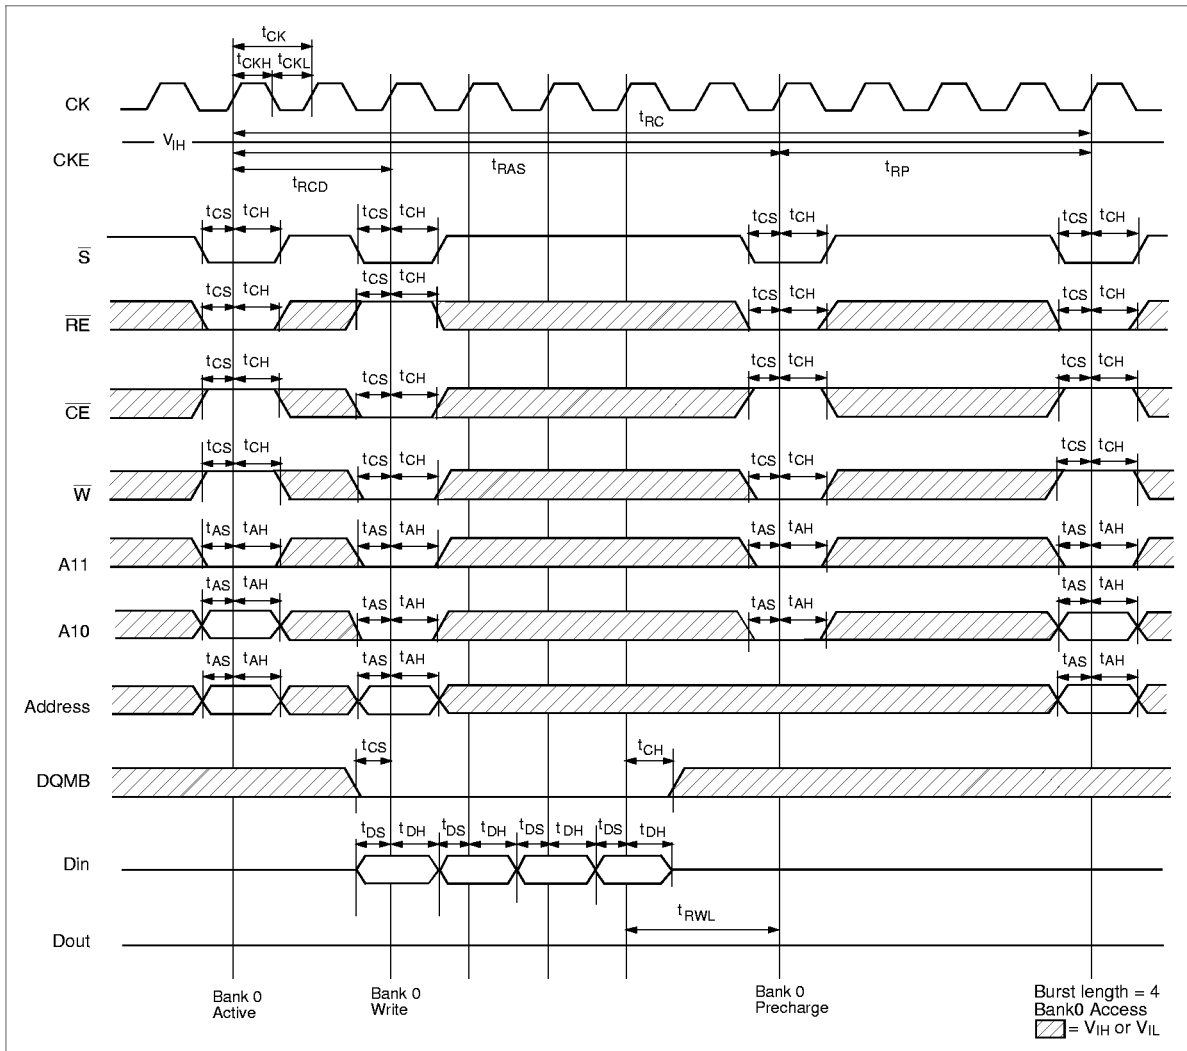 tCK
tCKH tCKL
CK
tRC
VIH
CKE
tRAS tRP
tRCD
tCS tCH tCS tCH tCS tCH tCS tCH
S
tCS tCH tCS tCH tCS tCH tCS tCH
RE
tCS tCH tCS tCH tCS tCH tCS tCH
CE
tCS tCH tCS tCH tCS tCH tCS tCH
W
tAS tAH tAS tAH tAS tAH tAS tAH
A11
tAS tAH tAS tAH tAS tAH tAS tAH
A10
tAS tAH tAS tAH tAS tAH
Address
tCS tCH
DQMB
tDS tDH tDS tDH tDS tDH tDS tDH
Din
tRWL
Dout
Bank 0
Active
Bank 0
Write
Bank 0
Precharge
Burst length = 4
Bank0 Access
= VIH or VIL